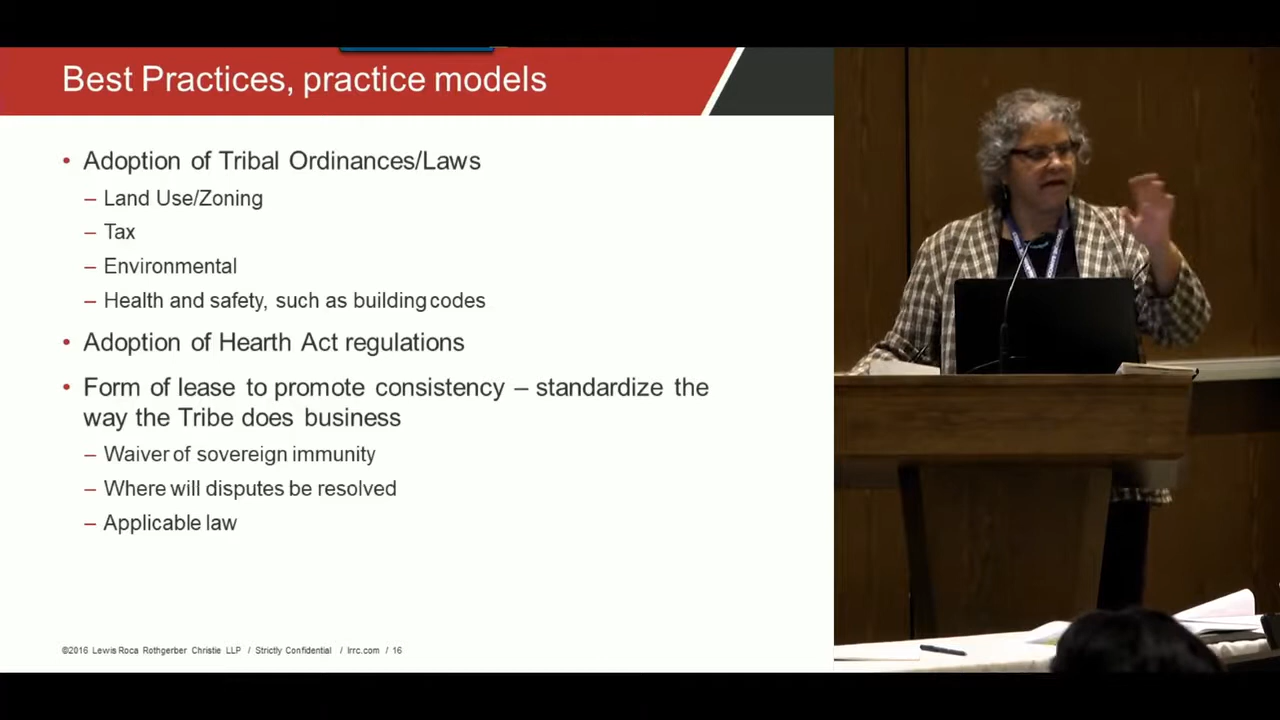 Best Practices, practice models
• Adoption of Tribal Ordinances/Laws
– Land Use/Zoning
– Tax
– Environmental
– Health and safety, such as building codes
• Adoption of Hearth Act regulations
• Form of lease to promote consistency – standardize the
way the Tribe does business
– Waiver of sovereign immunity
– Where will disputes be resolved
– Applicable law
©2016 Lewis Roca Rothgerber Christie LLP / Strictly Confidential / lrrc.com / 16